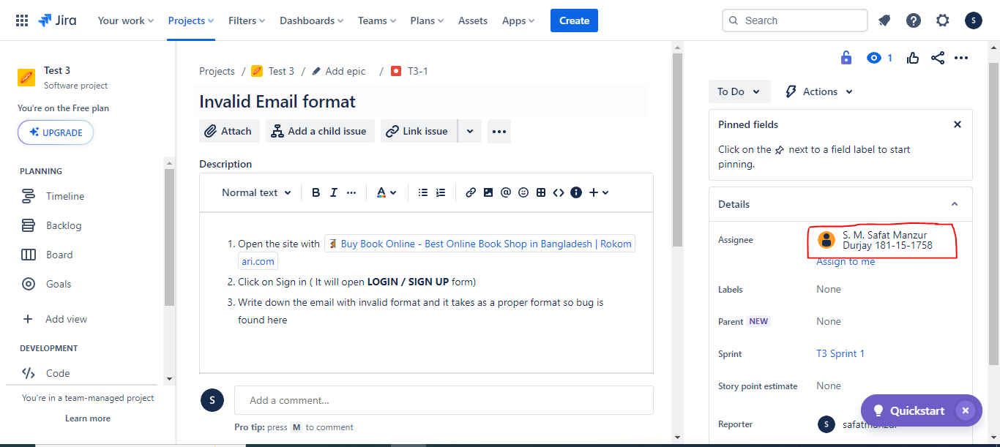 Jira
Your work
Projects
Filters
Dashboards
Teams
Plans
Assets
Apps
Create
Search
?
S
Test 3
Software project
You're on the Free plan
UPGRADE
PLANNING
Timeline
Backlog
Board
Goals
Add view
DEVELOPMENT
Code
You're in a team-managed project
Learn more
Projects / Test 3 / Add epic / T3-1
Invalid Email format
Attach
Add a child issue
Link issue
Description
Normal text
B I
A
@
1. Open the site with Buy Book Online - Best Online Book Shop in Bangladesh | Rokom
ari.com
2. Click on Sign in ( It will open LOGIN / SIGN UP form)
3. Write down the email with invalid format and it takes as a proper format so bug is
found here
S
Add a comment...
Pro tip: press M to comment
1
To Do
Actions
Pinned fields
Click on the next to a field label to start
pinning.
Details
Assignee
S. M. Safat Manzur
Durjay 181-15-1758
Assign to me
Labels
None
Parent NEW
None
Sprint
T3 Sprint 1
Story point estimate
None
Quickstart
Reporter
S